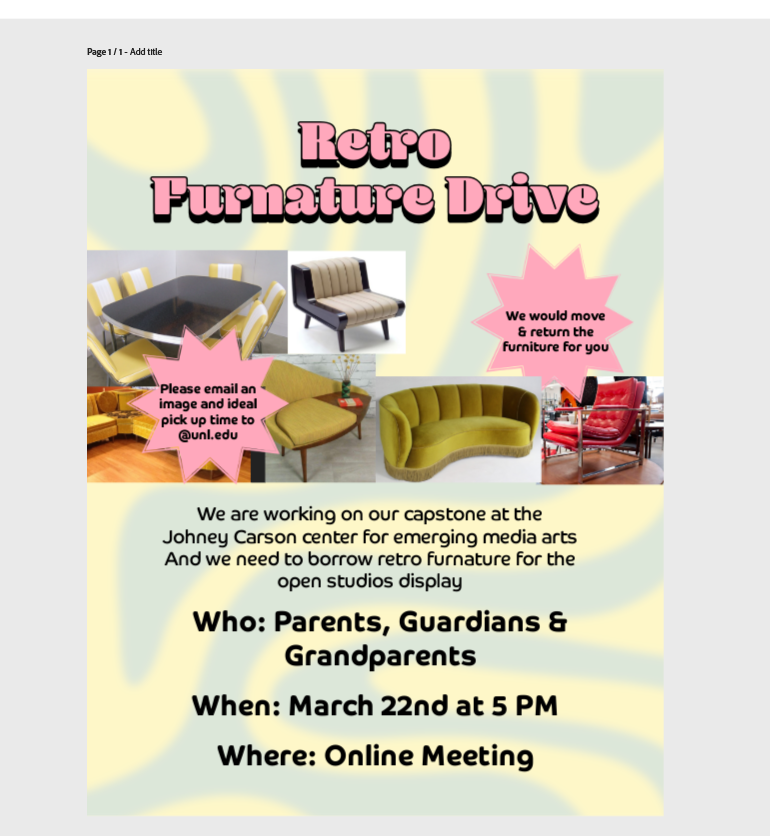 Page 1 / 1 - Add title
Retro
Furnature Drive
We would move
& return the
furniture for you
Please email an
image and ideal
pick up time to
@unl.edu
We are working on our capstone at the
Johney Carson center for emerging media arts
And we need to borrow retro furnature for the
open studios display
Who: Parents, Guardians &
Grandparents
When: March 22nd at 5 PM
Where: Online Meeting